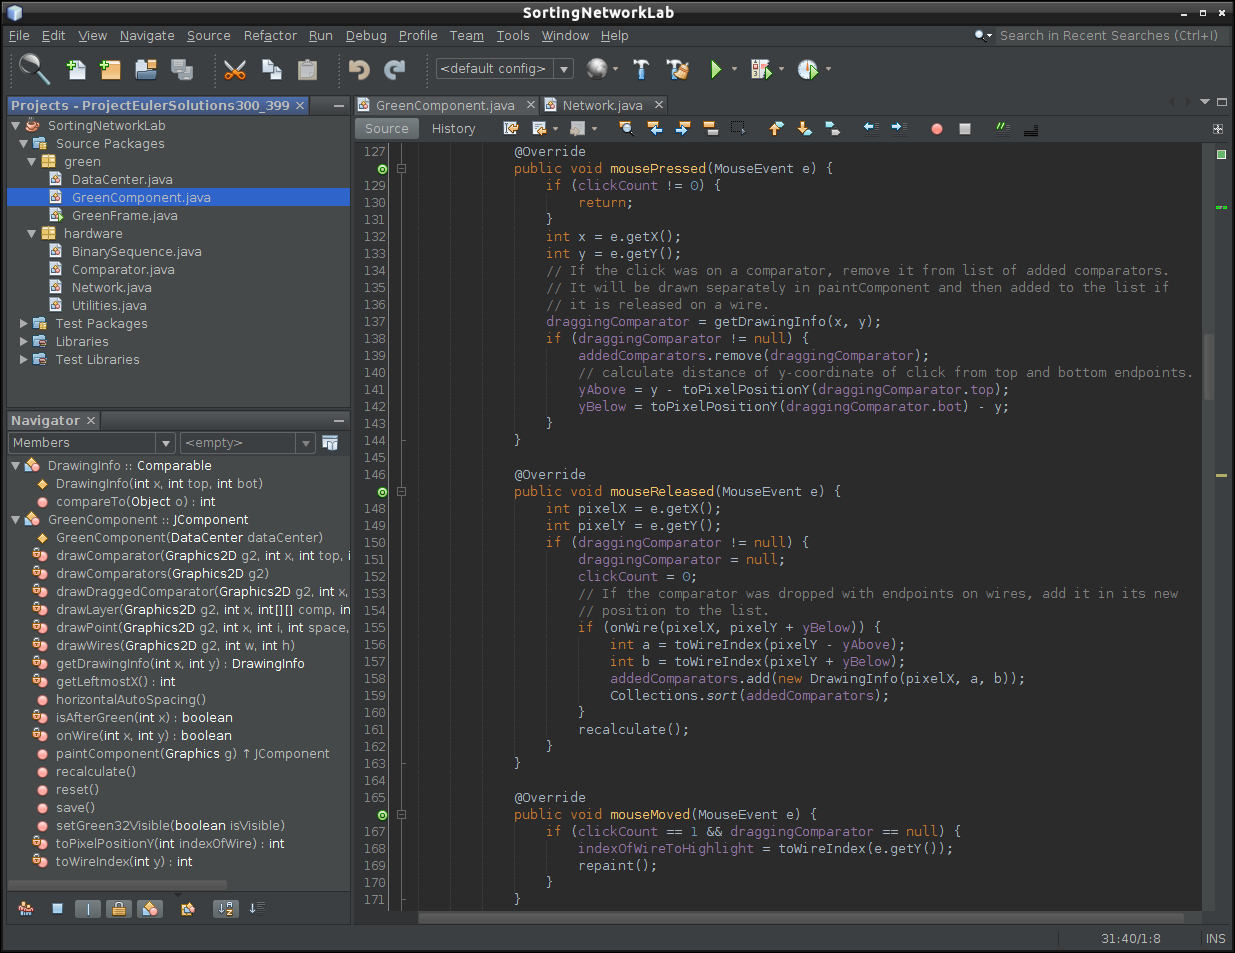 SortingNetworkLab
File Edit View Navigate Source Refactor Run Debug Profile Team Tools Window Help
Search in Recent Searches (Ctrl+I)
<default config>
Projects - ProjectEulerSolutions300_399
SortingNetworkLab
Source Packages
green
DataCenter.java
GreenComponent.java
GreenFrame.java
hardware
BinarySequence.java
Comparator.java
Network.java
Utilities.java
Test Packages
Libraries
Test Libraries
Navigator
Members
<empty>
DrawingInfo :: Comparable
DrawingInfo(int x, int top, int bot)
compareTo(Object o) : int
GreenComponent :: JComponent
GreenComponent(DataCenter dataCenter)
drawComparator(Graphics2D g2, int x, int top, i
drawComparators(Graphics2D g2)
drawDraggedComparator(Graphics2D g2, int x,
drawLayer(Graphics2D g2, int x, int[][] comp, in
drawPoint(Graphics2D g2, int x, int i, int space,
drawWires(Graphics2D g2, int w, int h)
getDrawingInfo(int x, int y) : DrawingInfo
getLeftmostX() : int
horizontalAutoSpacing()
isAfterGreen(int x) : boolean
onWire(int x, int y) : boolean
paintComponent(Graphics g) ↑ JComponent
recalculate()
reset()
save()
setGreen32Visible(boolean isVisible)
toPixelPositionY(int indexOfWire) : int
toWireIndex(int y) : int
GreenComponent.java
Network.java
Source
History
127 @Override
public void mousePressed(MouseEvent e) {
129 if (clickCount != 0) {
130 return;
131 }
132 int x = e.getX();
133 int y = e.getY();
134 // If the click was on a comparator, remove it from list of added comparators.
135 // It will be drawn separately in paintComponent and then added to the list if
136 // it is released on a wire.
137 draggingComparator = getDrawingInfo(x, y);
138 if (draggingComparator != null) {
139 addedComparators.remove(draggingComparator);
140 // calculate distance of y-coordinate of click from top and bottom endpoints.
141 yAbove = y - toPixelPositionY(draggingComparator.top);
142 yBelow = toPixelPositionY(draggingComparator.bot) - y;
143 }
144 }
145
146 @Override
public void mouseReleased(MouseEvent e) {
148 int pixelX = e.getX();
149 int pixelY = e.getY();
150 if (draggingComparator != null) {
151 draggingComparator = null;
152 clickCount = 0;
153 // If the comparator was dropped with endpoints on wires, add it in its new
154 // position to the list.
155 if (onWire(pixelX, pixelY + yBelow)) {
156 int a = toWireIndex(pixelY - yAbove);
157 int b = toWireIndex(pixelY + yBelow);
158 addedComparators.add(new DrawingInfo(pixelX, a, b));
159 Collections.sort(addedComparators);
160 }
161 recalculate();
162 }
163 }
164
165 @Override
public void mouseMoved(MouseEvent e) {
167 if (clickCount == 1 && draggingComparator == null) {
168 indexOfWireToHighlight = toWireIndex(e.getY());
169 repaint();
170 }
171 }
31:40/1:8
INS